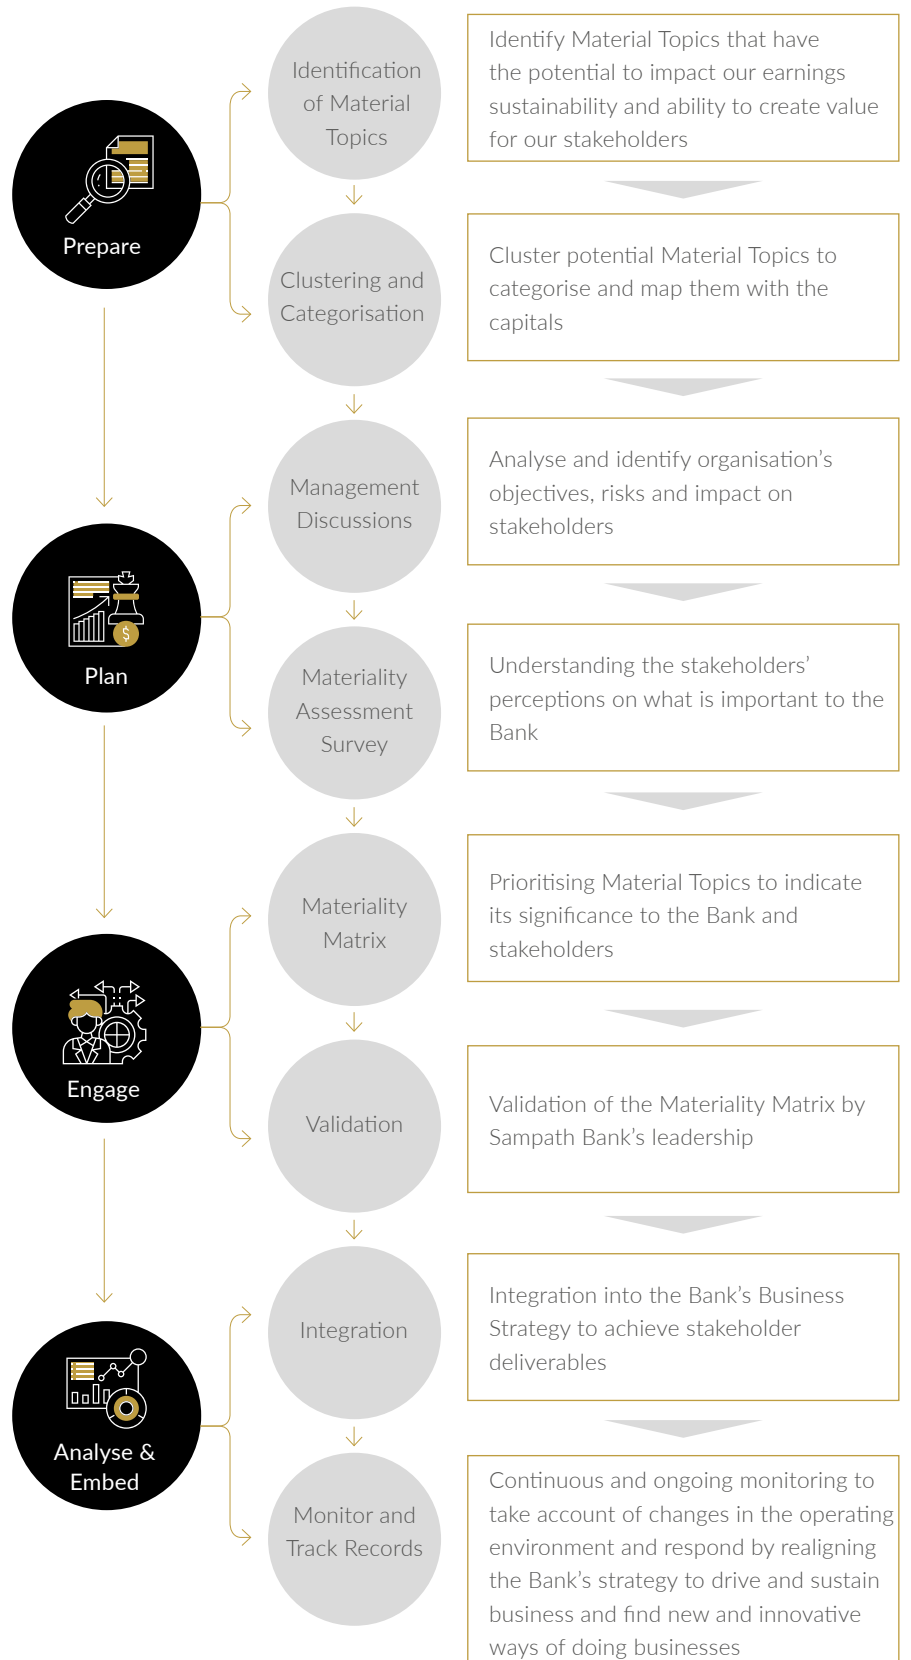 Prepare
Identification
of Material
Topics
Identify Material Topics that have
the potential to impact our earnings
sustainability and ability to create value
for our stakeholders
Clustering and
Categorisation
Cluster potential Material Topics to
categorise and map them with the
capitals
Plan
$
Management
Discussions
Analyse and identify organisation’s
objectives, risks and impact on
stakeholders
Materiality
Assessment
Survey
Understanding the stakeholders’
perceptions on what is important to the
Bank
Engage
Materiality
Matrix
Prioritising Material Topics to indicate
its significance to the Bank and
stakeholders
Validation
Validation of the Materiality Matrix by
Sampath Bank’s leadership
Analyse &
Embed
Integration
Integration into the Bank’s Business
Strategy to achieve stakeholder
deliverables
Monitor and
Track Records
Continuous and ongoing monitoring to
take account of changes in the operating
environment and respond by realigning
the Bank’s strategy to drive and sustain
business and find new and innovative
ways of doing businesses